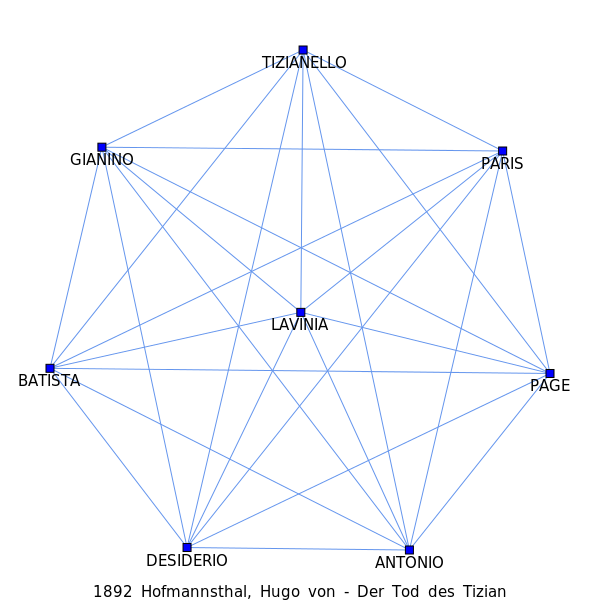 TIZIANELLO
GIANINO
PARIS
LAVINIA
BATISTA
PAGE
DESIDERIO
ANTONIO
1892 Hofmannsthal, Hugo von - Der Tod des Tizian